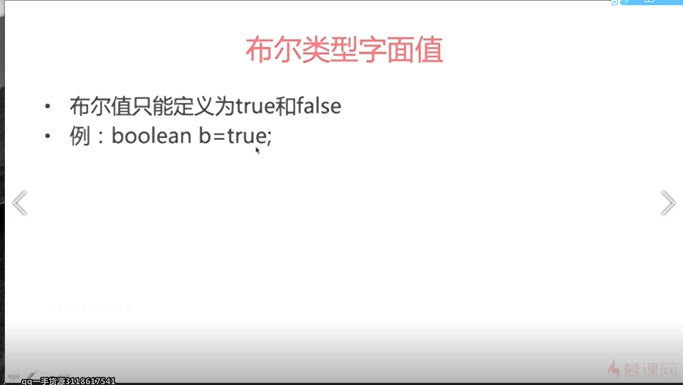 布尔类型字面值
• 布尔值只能定义为true和false
• 例：boolean b=true;
慕课网
qq一手货源3118617541